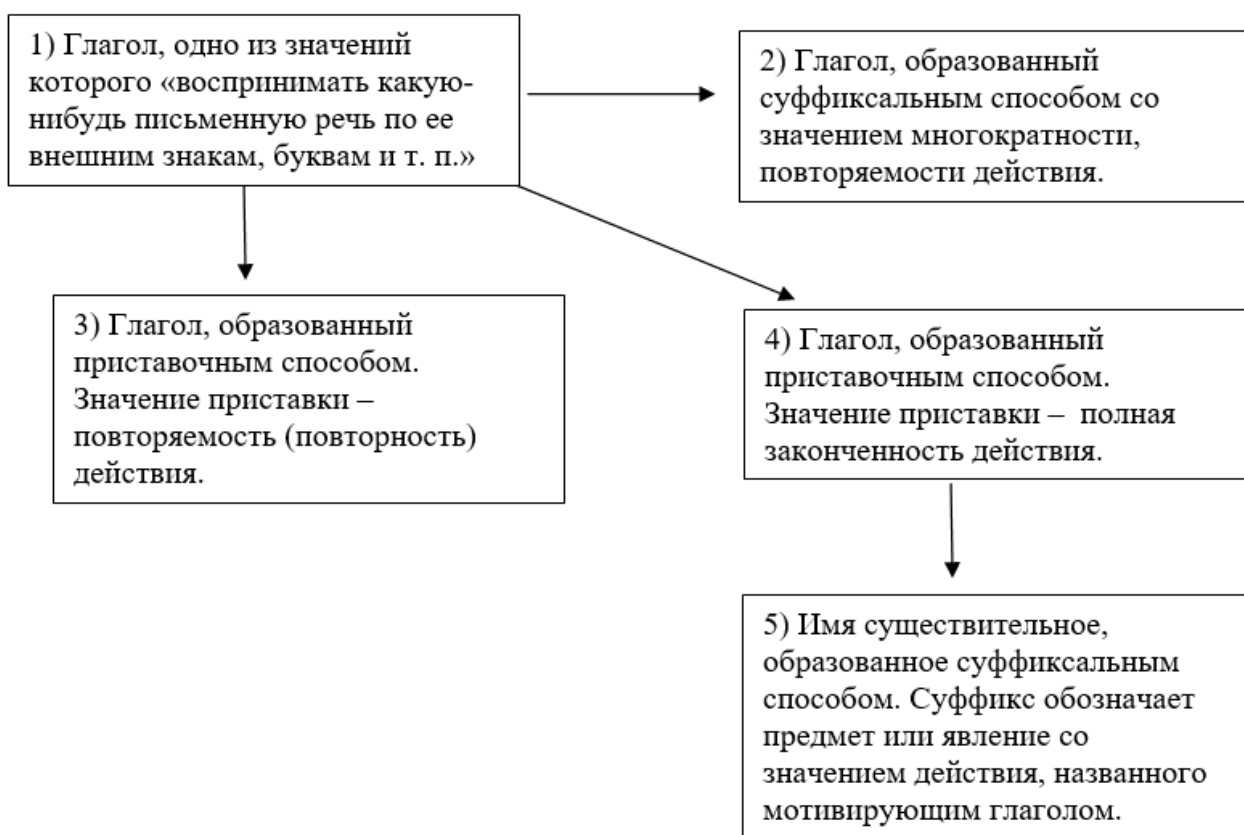 1) Глагол, одно из значений
которого «воспринимать какую-
нибудь письменную речь по ее
внешним знакам, буквам и т. п.»
2) Глагол, образованный
суффиксальным способом со
значением многократности,
повторяемости действия.
3) Глагол, образованный
приставочным способом.
Значение приставки –
повторяемость (повторность)
действия.
4) Глагол, образованный
приставочным способом.
Значение приставки – полная
законченность действия.
5) Имя существительное,
образованное суффиксальным
способом. Суффикс обозначает
предмет или явление со
значением действия, названного
мотивирующим глаголом.